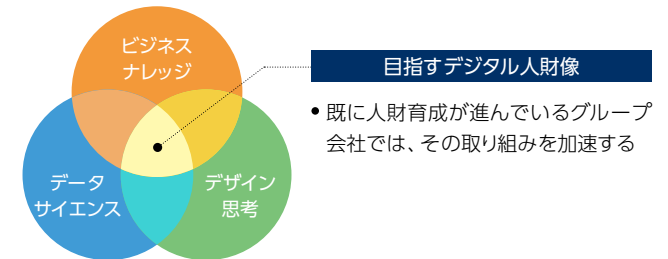 ビジネス
ナレッジ
データ
サイエンス
デザイン
思考
目指すデジタル人財像
• 既に人財育成が進んでいるグループ
会社では、その取り組みを加速する